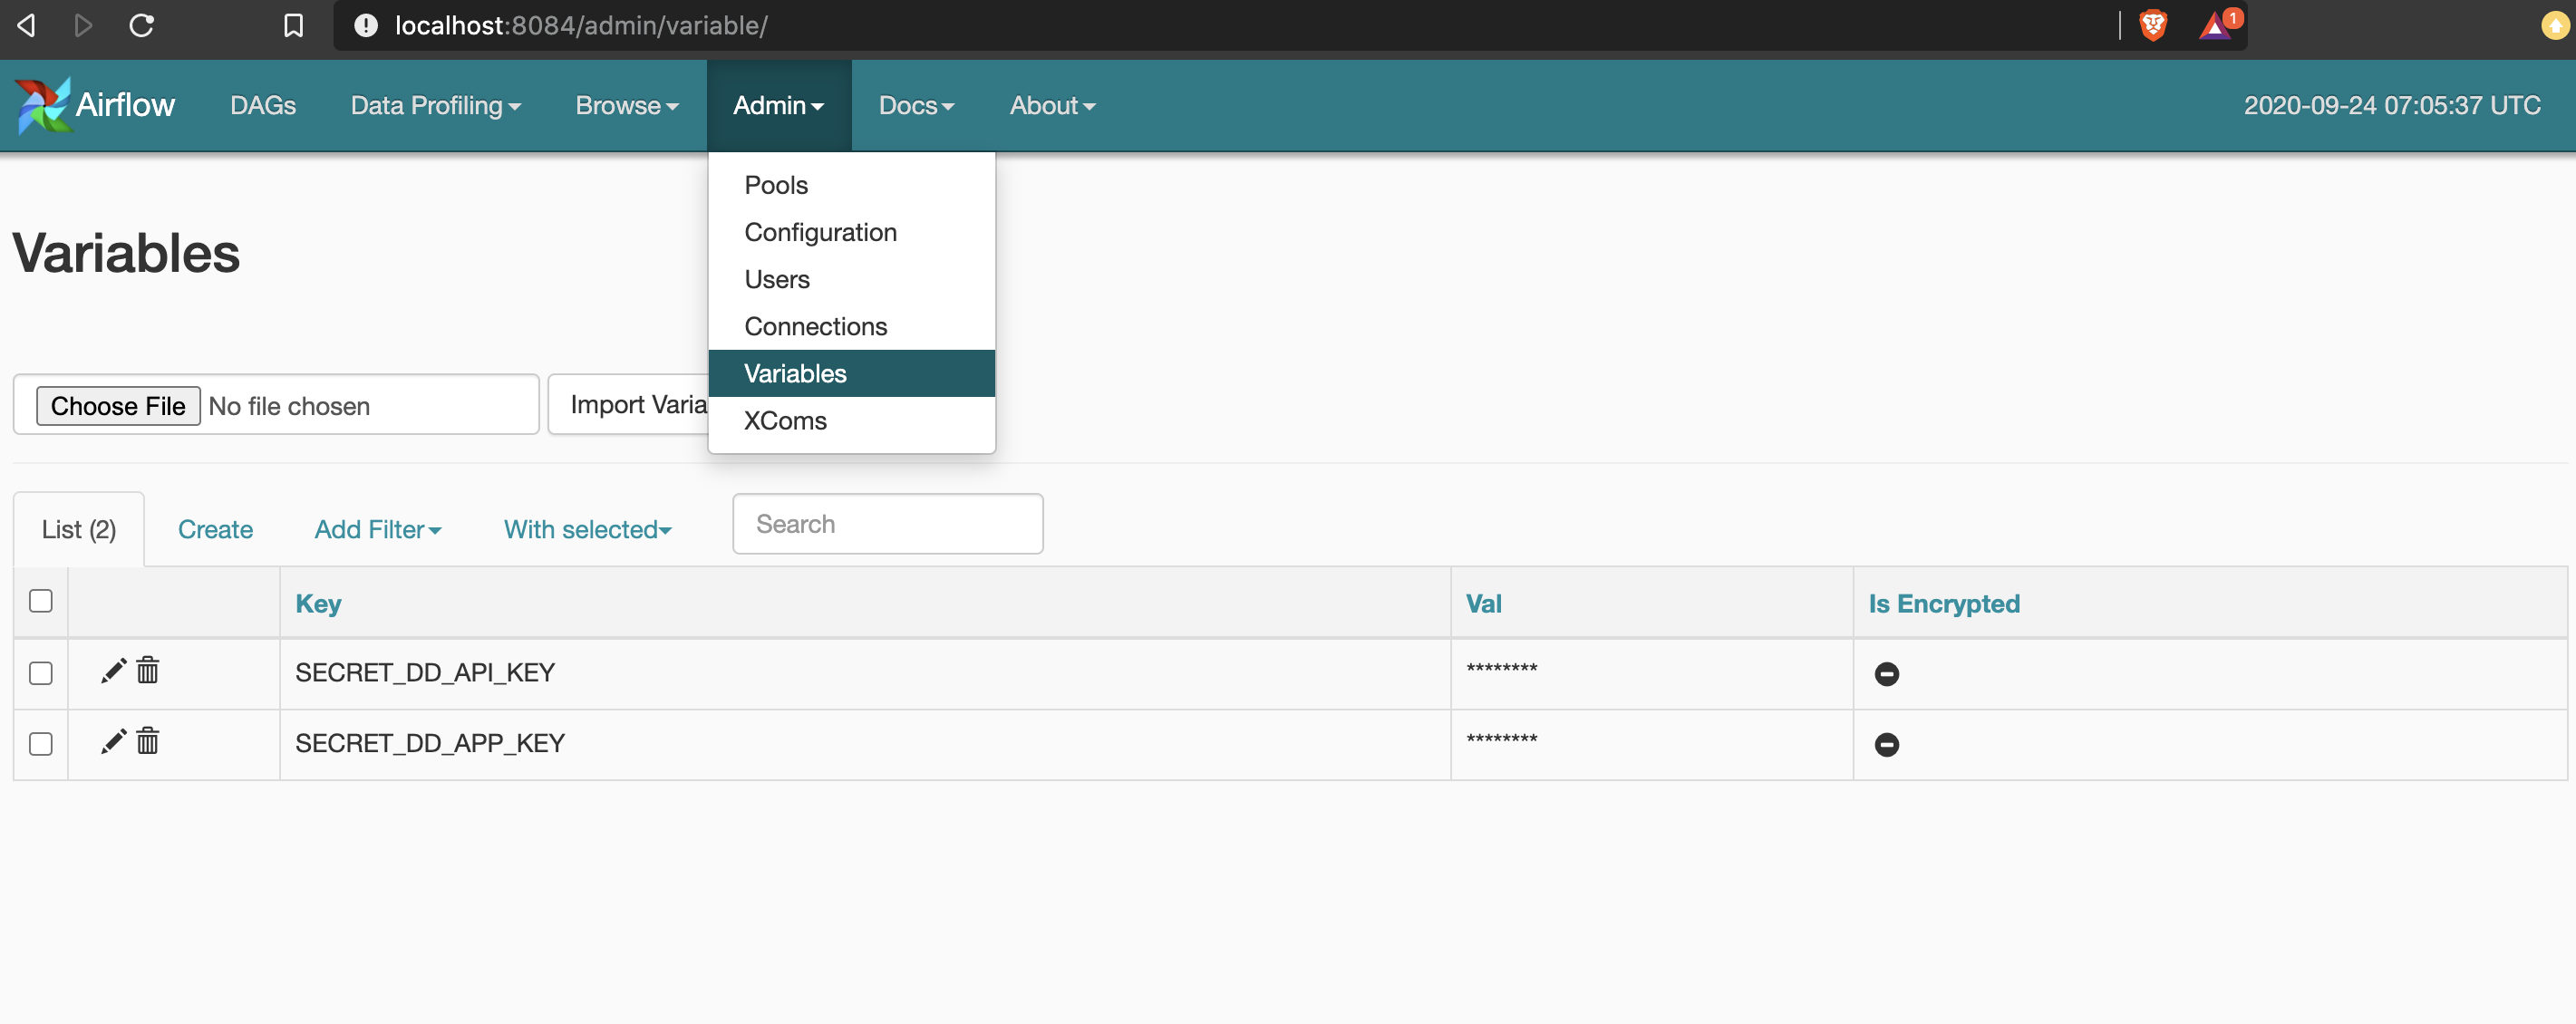 localhost:8084/admin/variable/
1
Airflow DAGs Data Profiling Browse Admin Docs About 2020-09-24 07:05:37 UTC
Pools
Configuration
Users
Connections
Variables
XComs
Variables
Choose File No file chosen Import Varia
List (2) Create Add Filter With selected Search
Key Val Is Encrypted
SECRET_DD_API_KEY ********
SECRET_DD_APP_KEY ********